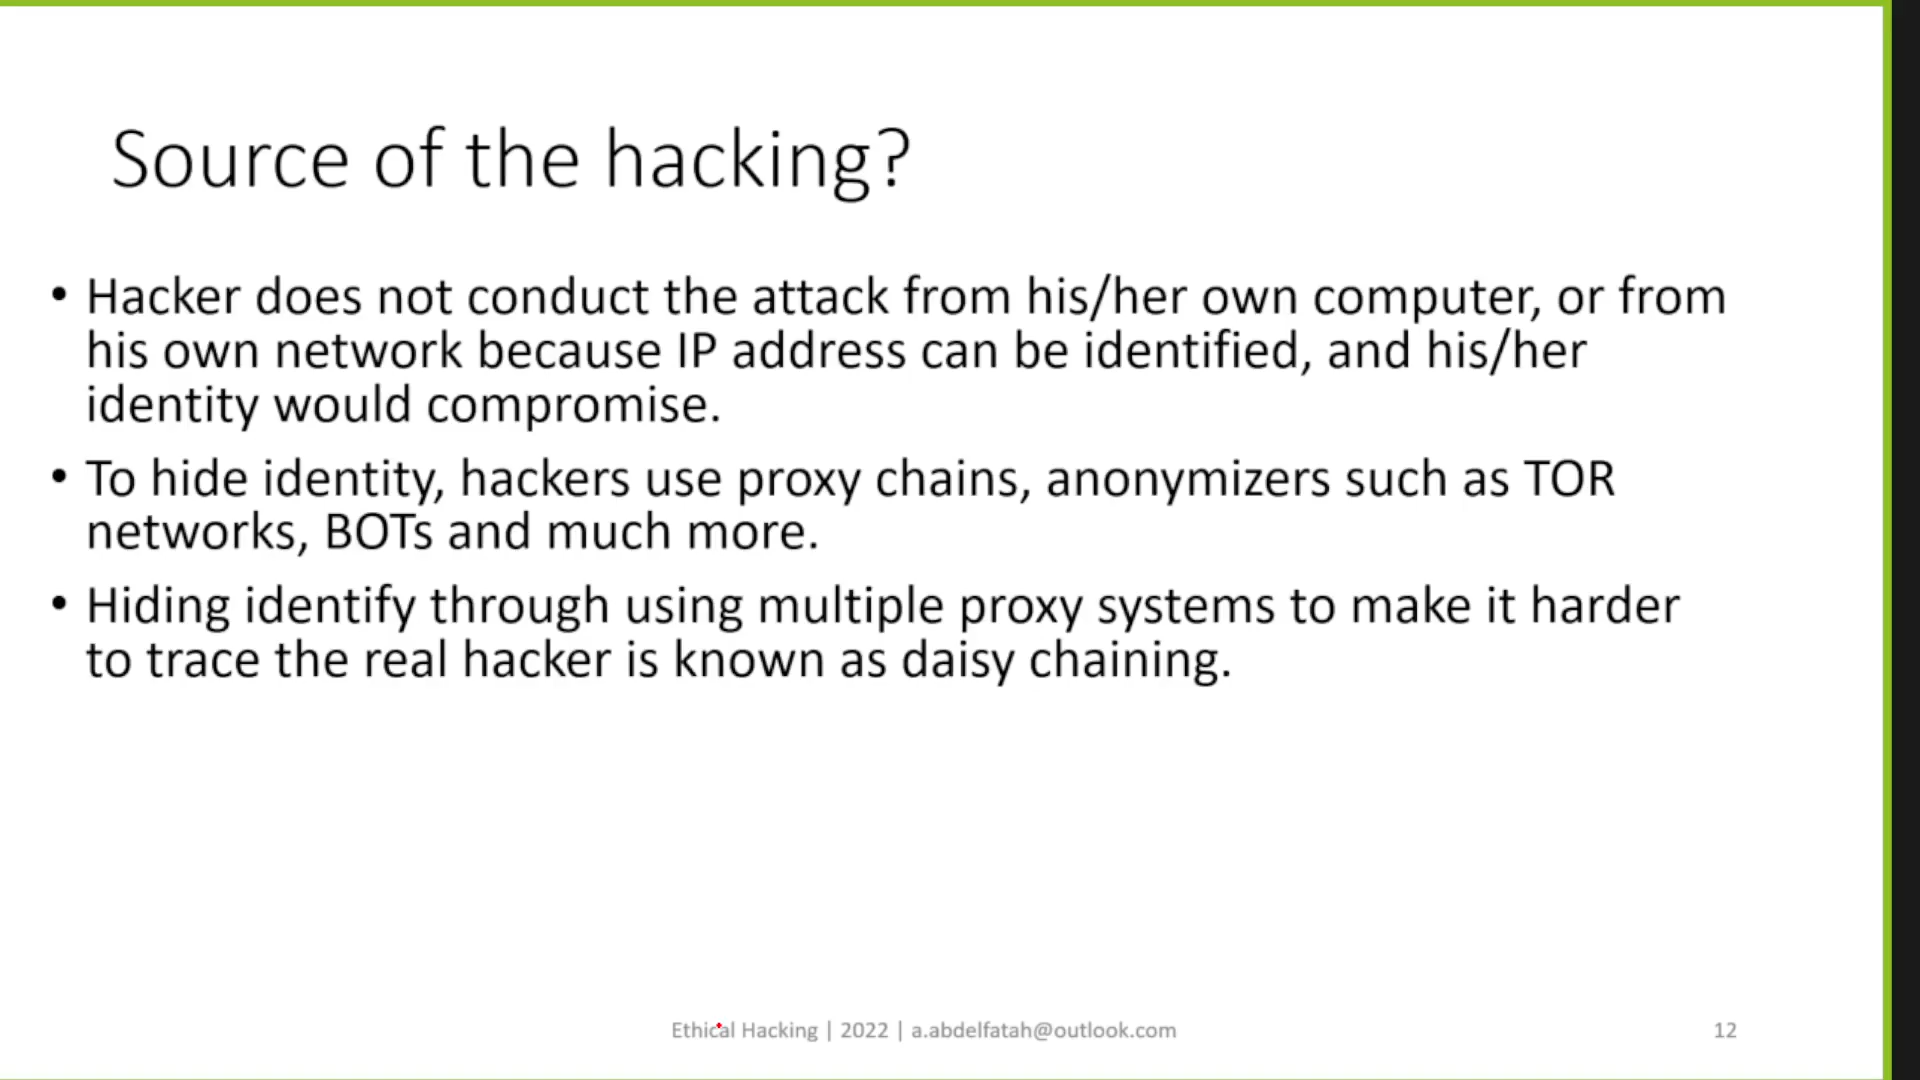 Source of the hacking?
• Hacker does not conduct the attack from his/her own computer, or from
his own network because IP address can be identified, and his/her
identity would compromise.
• To hide identity, hackers use proxy chains, anonymizers such as TOR
networks, BOTs and much more.
• Hiding identify through using multiple proxy systems to make it harder
to trace the real hacker is known as daisy chaining.
Ethical Hacking | 2022 | a.abdelfatah@outlook.com
12